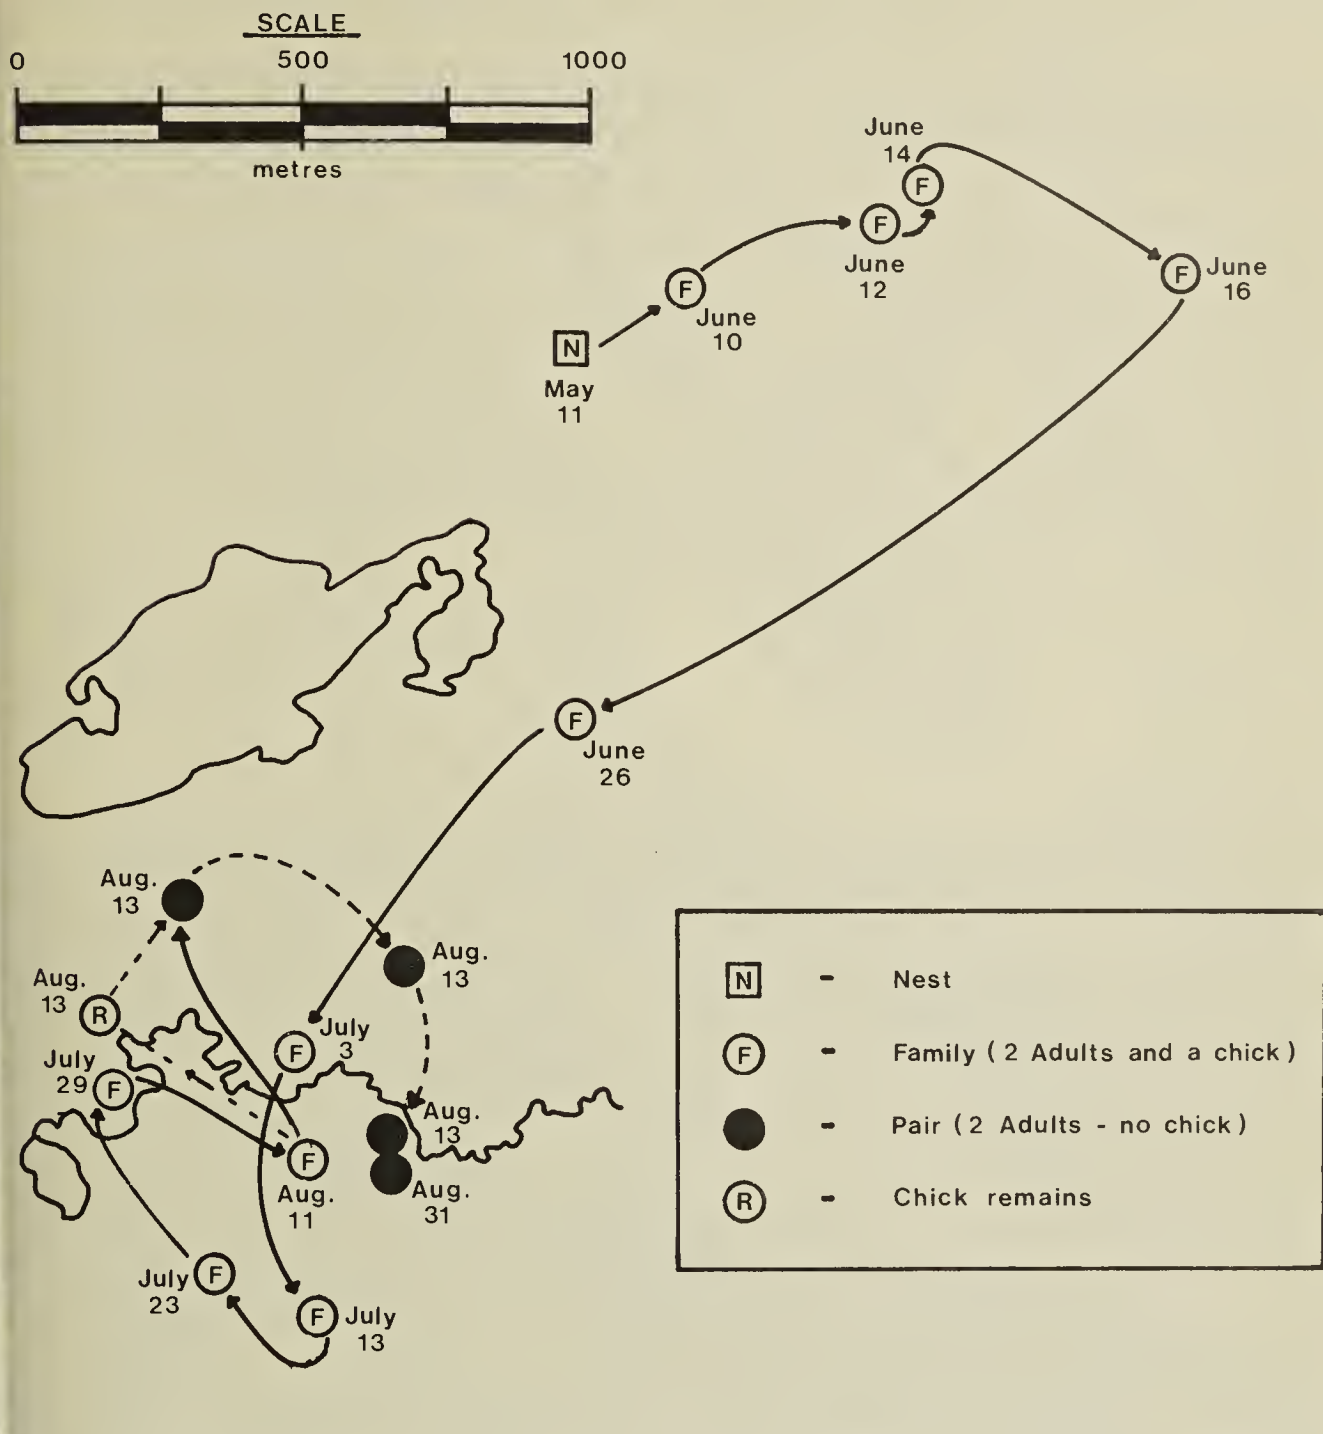 SCALE
0 500 1000
metres
June
14
F
F
June
12
F
June
16
F
June
10
N
May
11
F
June
26
Aug.
13
Aug.
13
Aug.
13
R
July
3
F
July
29
F
Aug.
13
F
Aug.
11
Aug.
31
July
23
F
F
July
13
N - Nest
F - Family (2 Adults and a chick)
- Pair (2 Adults - no chick)
R - Chick remains